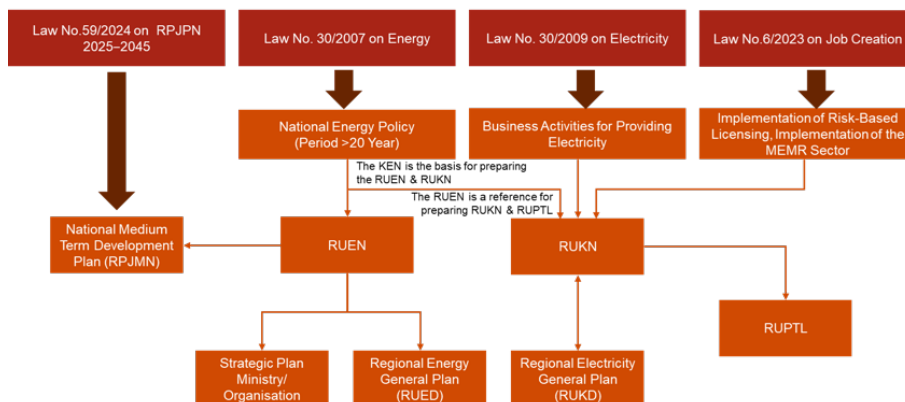 Law No.59/2024 on RPJPN
2025–2045
Law No. 30/2007 on Energy
Law No. 30/2009 on Electricity
Law No.6/2023 on Job Creation
National Energy Policy
(Period >20 Year)
Business Activities for Providing
Electricity
Implementation of Risk-Based
Licensing, Implementation of the
MEMR Sector
The KEN is the basis for preparing
the RUEN & RUKN
The RUEN is a reference for
preparing RUKN & RUPTL
National Medium
Term Development
Plan (RPJMN)
RUEN
RUKN
RUPTL
Strategic Plan
Ministry/
Organisation
Regional Energy
General Plan
(RUED)
Regional Electricity
General Plan
(RUKD)